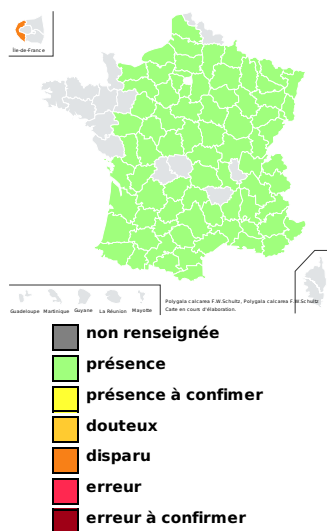 Île-de-France
Guadeloupe Martinique Guyane La Réunion Mayotte
Polygala calcarea F.W.Schultz, Polygala calcarea F.W.Schultz
Carte en cours d'élaboration.
non renseignée
présence
présence à confimer
douteux
disparu
erreur
erreur à confirmer